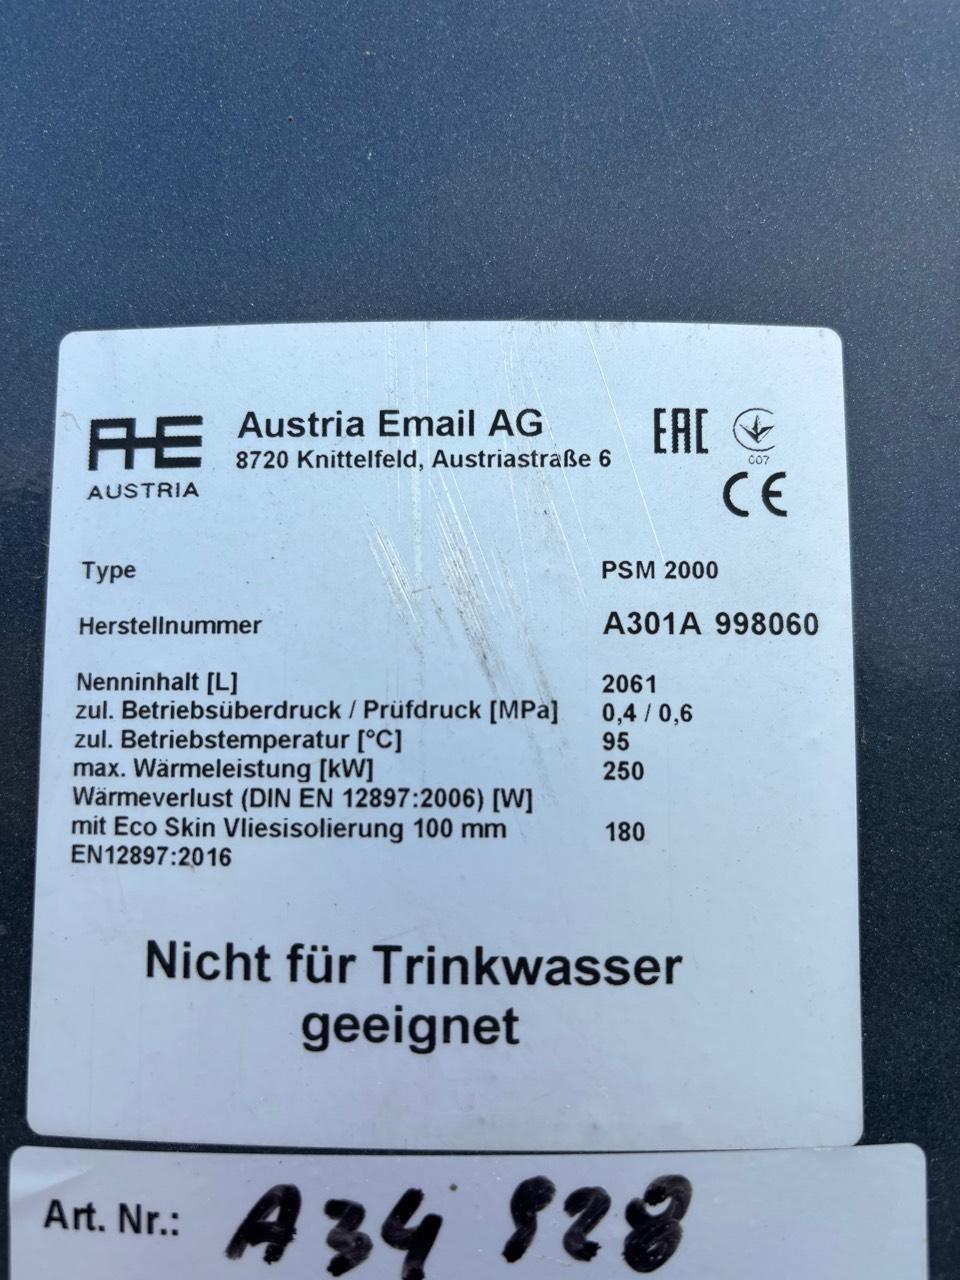 AE AUSTRIA
Austria Email AG
8720 Knittelfeld, Austriastraße 6
EAC
007
CE
Type PSM 2000
Herstellnummer A301A 998060
Nenninhalt [L] 2061
zul. Betriebsüberdruck / Prüfdruck [MPa] 0,4 / 0,6
zul. Betriebstemperatur [°C] 95
max. Wärmeleistung [kW] 250
Wärmeverlust (DIN EN 12897:2006) [W]
mit Eco Skin Vliesisolierung 100 mm 180
EN12897:2016
Nicht für Trinkwasser
geeignet
Art. Nr.: A34 928